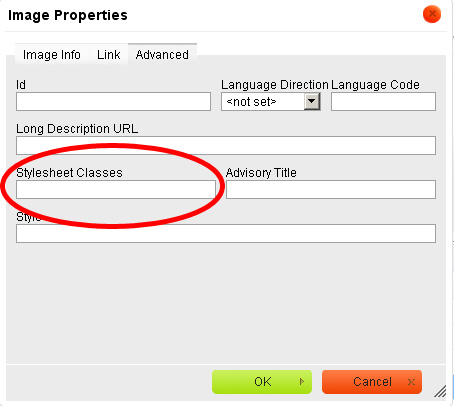 Image Properties
Image Info Link Advanced
Id Language Direction Language Code
<not set>
Long Description URL
Stylesheet Classes Advisory Title
OK Cancel